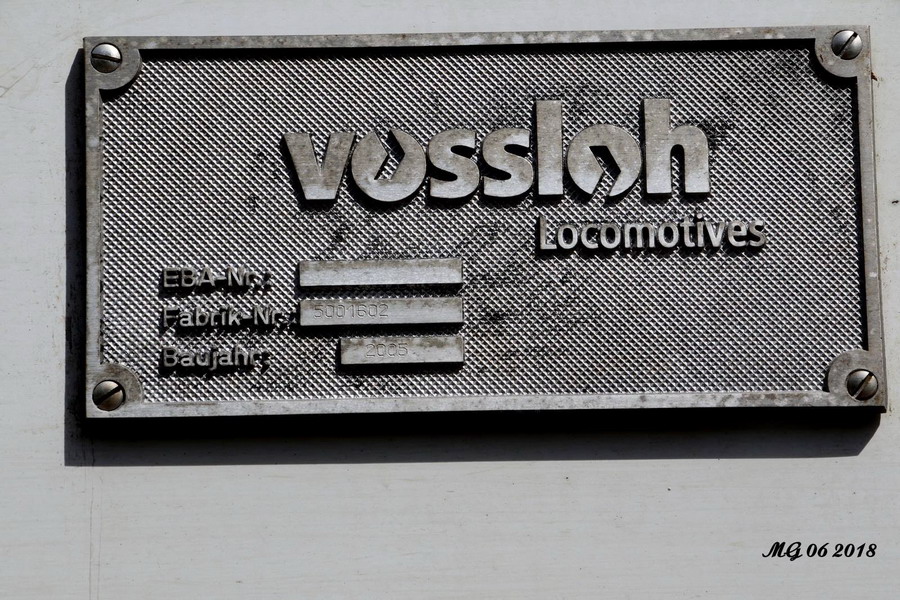 vossloh
Locomotives
EBA-Nr.:
Fabrik-Nr.: 5001602
Baujahr: 2005
MG 06 2018